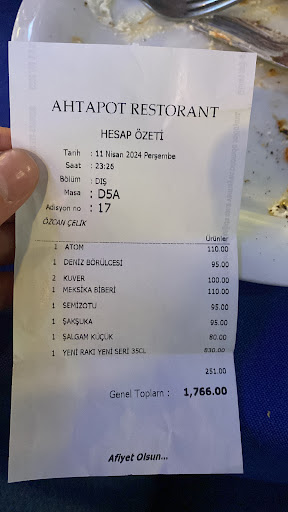 AHTAPOT RESTORANT
HESAP ÖZETİ
Tarih : 11 Nisan 2024 Perşembe
Saat : 23:26
Bölüm : DIŞ
Masa : D5A
Adisyon no : 17
ÖZCAN ÇELİK
Ürünler
1 ATOM 110.00
1 DENİZ BÖRÜLCESİ 95.00
2 KUVER 100.00
1 MEKSİKA BİBERİ 110.00
1 SEMİZOTU 95.00
1 ŞAKŞUKA 95.00
1 ŞALGAM KÜÇÜK 80.00
1 YENİ RAKI YENİ SERİ 35CL 830.00
251.00
Genel Toplam : 1,766.00
Afiyet Olsun...